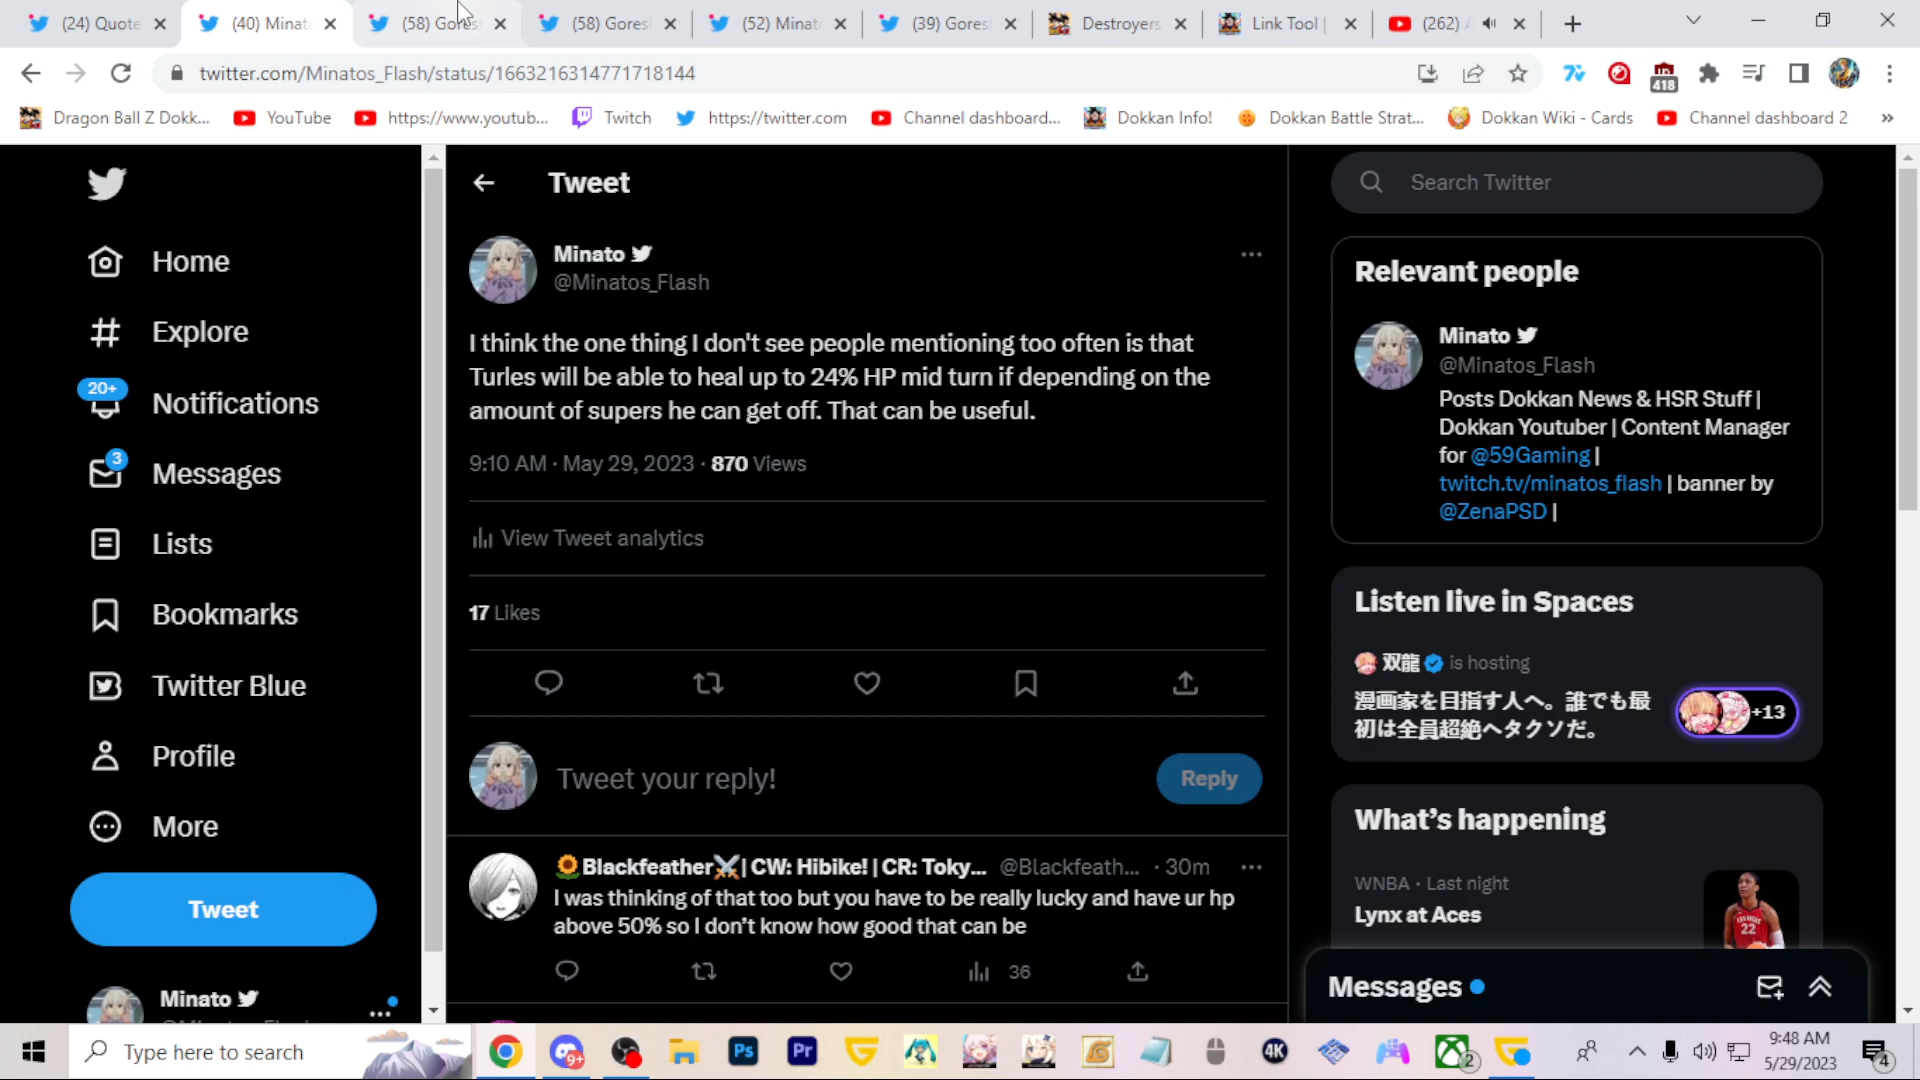 (24) Quote
(40) Minat
(58) Gores
(58) Gores
(52) Minat
(39) Gores
Destroyers
Link Tool |
(262)
twitter.com/Minatos_Flash/status/1663216314771718144
418
Dragon Ball Z Dokk...
YouTube
https://www.youtub...
Twitch
https://twitter.com
Channel dashboard...
Dokkan Info!
Dokkan Battle Strat...
Dokkan Wiki - Cards
Channel dashboard 2
»
Home
Explore
20+
Notifications
3
Messages
Lists
Bookmarks
Twitter Blue
Profile
More
Tweet
Minato
Tweet
Minato
@Minatos_Flash
I think the one thing I don't see people mentioning too often is that
Turles will be able to heal up to 24% HP mid turn if depending on the
amount of supers he can get off. That can be useful.
9:10 AM · May 29, 2023 · 870 Views
View Tweet analytics
17 Likes
Tweet your reply!
Reply
Blackfeather⚔️| CW: Hibike! | CR: Toky... @Blackfeath... · 30m
I was thinking of that too but you have to be really lucky and have ur hp
above 50% so I don't know how good that can be
36
Search Twitter
Relevant people
Minato
@Minatos_Flash
Posts Dokkan News & HSR Stuff |
Dokkan Youtuber | Content Manager
for @59Gaming |
twitch.tv/minatos_flash | banner by
@ZenaPSD |
Listen live in Spaces
双龍 is hosting
漫画家を目指す人へ。誰でも最
初は全員超絶ヘタクソだ。
+13
What's happening
WNBA · Last night
Lynx at Aces
22
Messages
Type here to search
9+
Ps
Pr
4K
2
9:48 AM
5/29/2023
4